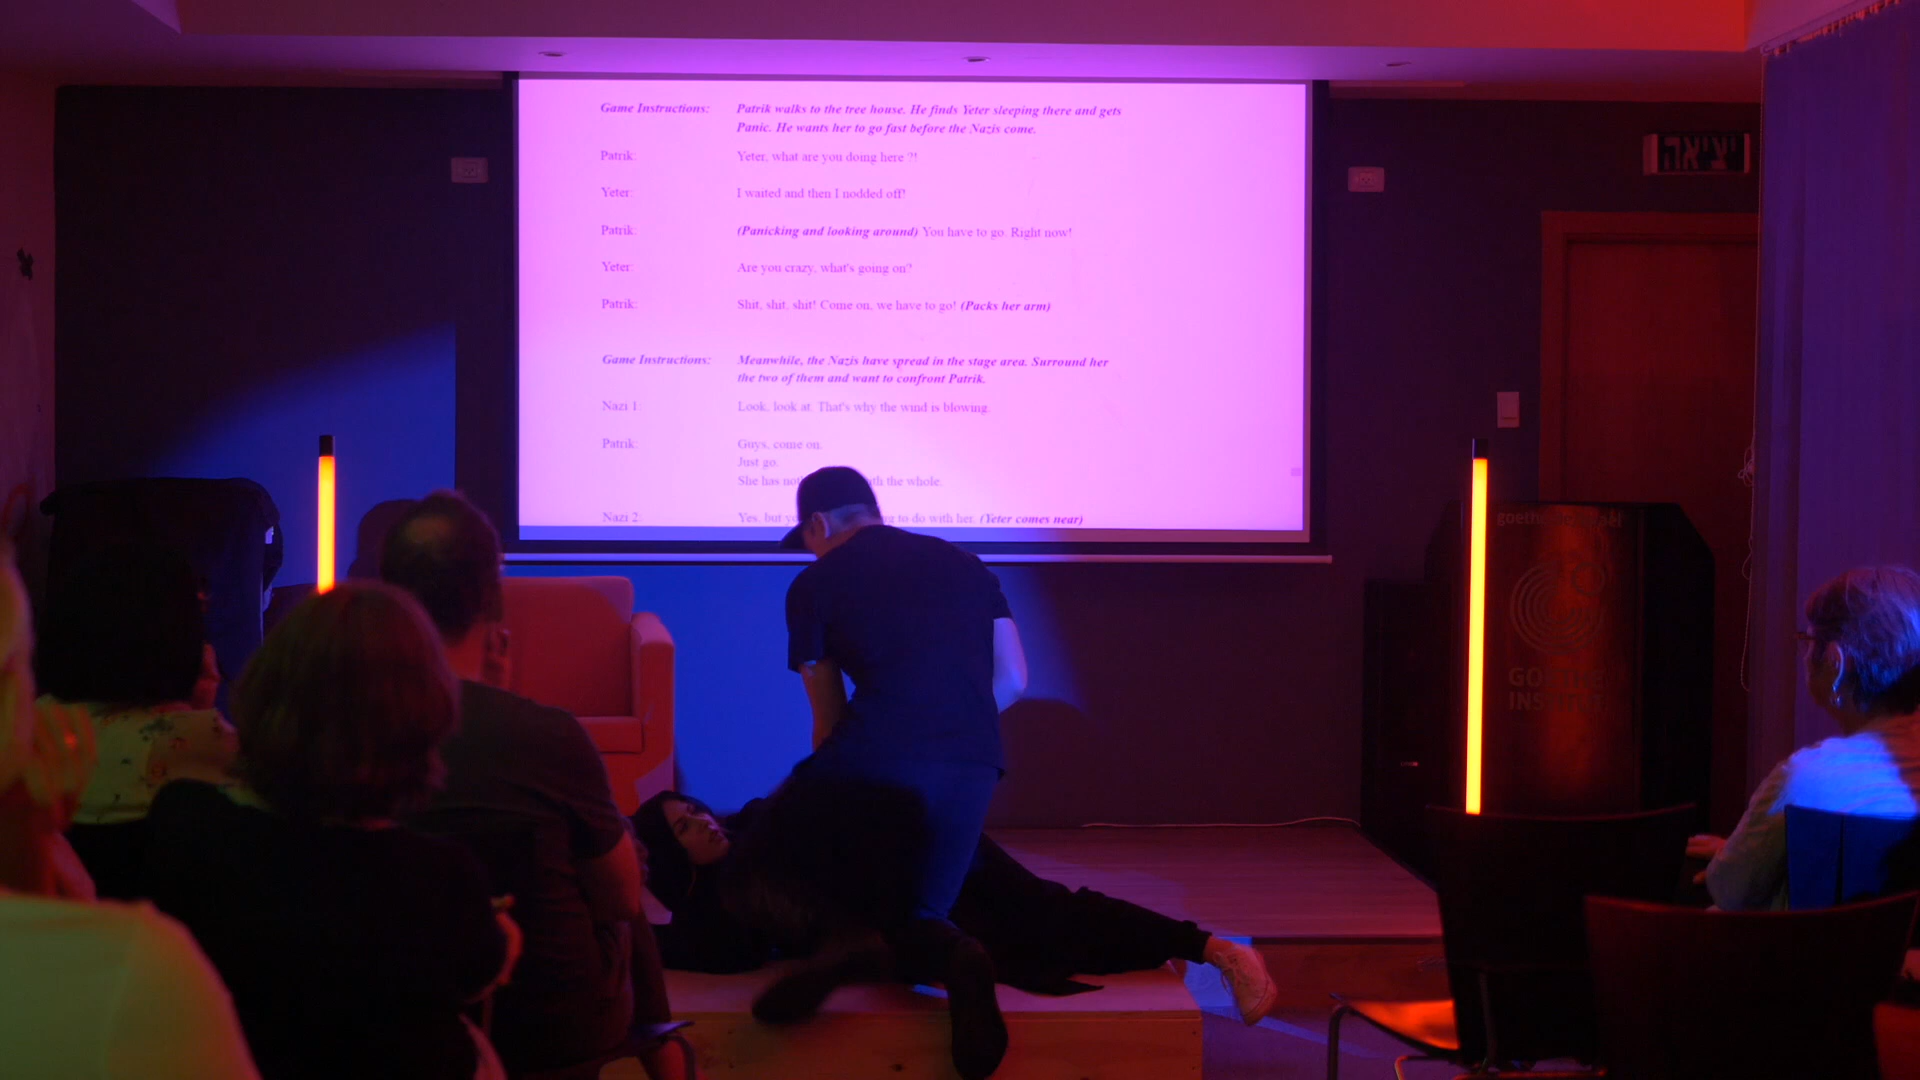 Game Instructions: Patrik walks to the tree house. He finds Yeter sleeping there and gets
Panic. He wants her to go fast before the Nazis come.
Patrik: Yeter, what are you doing here ?!
Yeter: I waited and then I nodded off!
Patrik: (Panicking and looking around) You have to go. Right now!
Yeter: Are you crazy, what's going on?
Patrik: Shit, shit, shit! Come on, we have to go! (Packs her arm)
Game Instructions: Meanwhile, the Nazis have spread in the stage area. Surround her
the two of them and want to confront Patrik.
Nazi 1: Look, look at. That's why the wind is blowing.
Patrik: Guys, come on.
Just go.
She has the whole.
Nazi 2: Yes, but to do with her. (Yeter comes near)
יציאה
GOETHE
INSTITUT